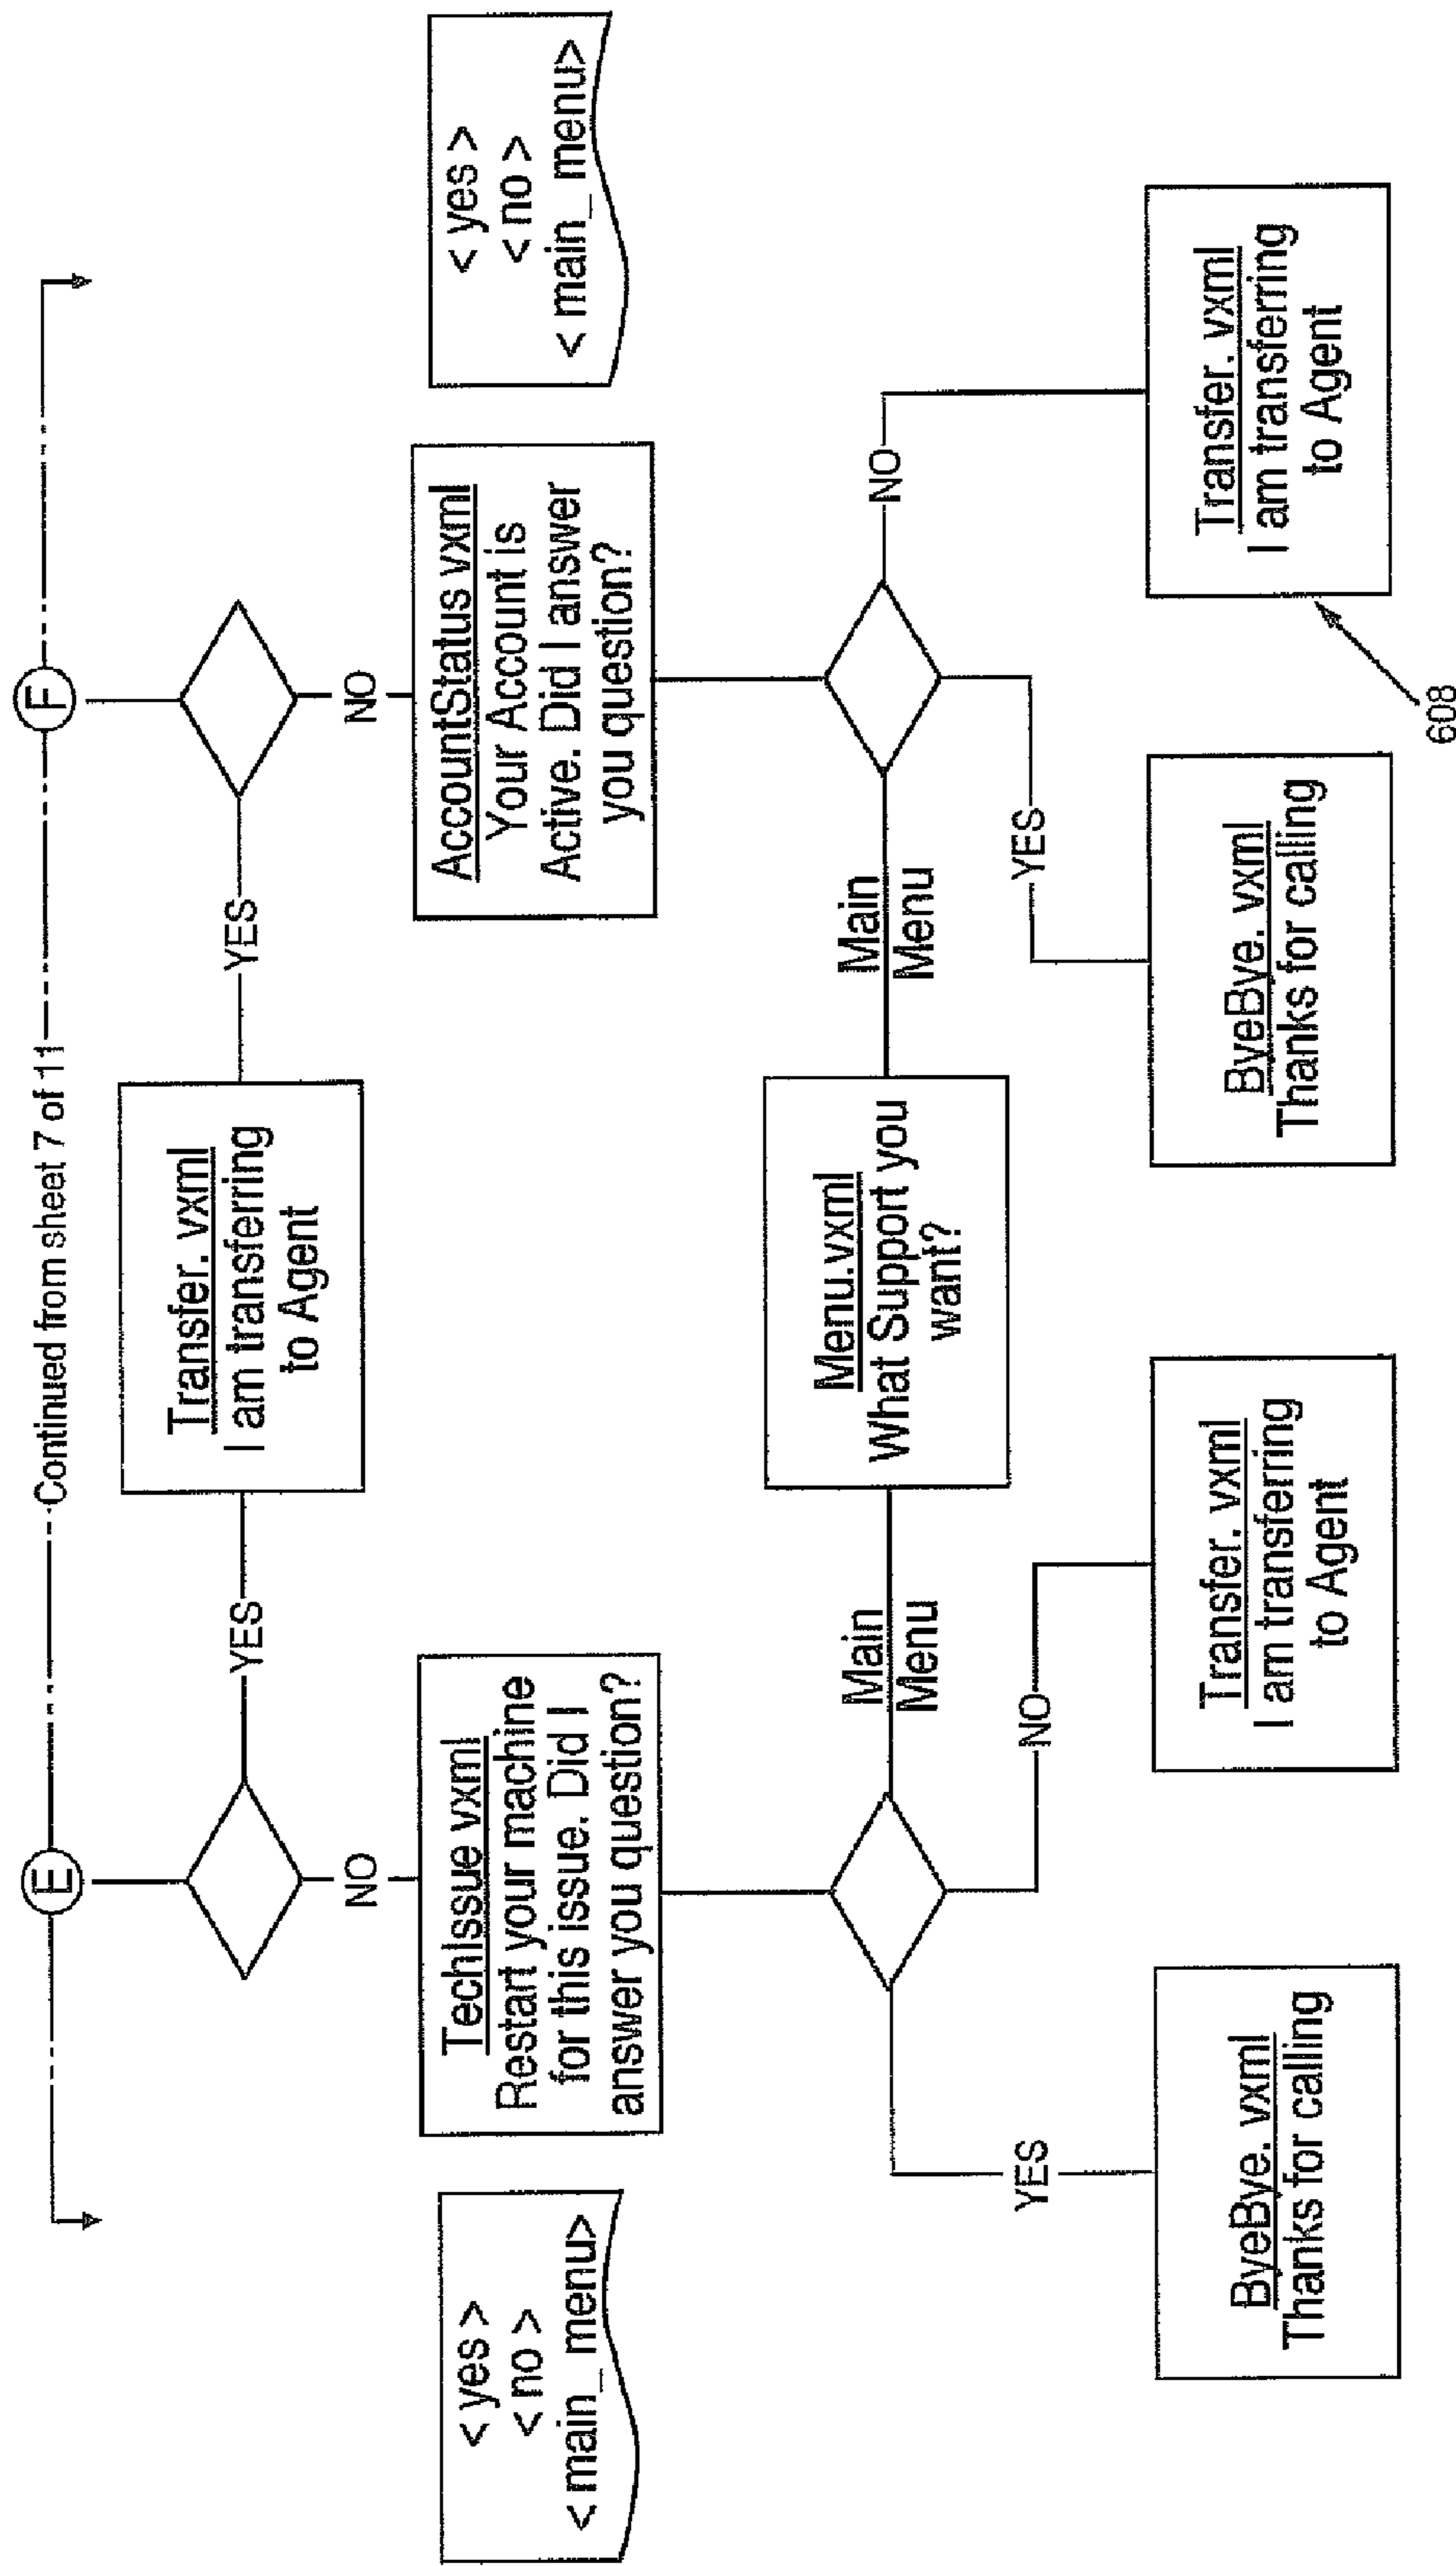 Continued from sheet 7 of 11
E
F
YES
Transfer. vxml
I am transferring
to Agent
YES
NO
NO
< yes >
< no >
< main_menu>
TechIssue vxml
Restart your machine
for this issue. Did I
answer you question?
AccountStatus vxml
Your Account is
Active. Did I answer
you question?
< yes >
< no >
< main_menu>
Main
Menu
Menu.vxml
What Support you
want?
Main
Menu
YES
NO
YES
NO
ByeBye. vxml
Thanks for calling
Transfer. vxml
I am transferring
to Agent
ByeBye. vxml
Thanks for calling
Transfer. vxml
I am transferring
to Agent
608